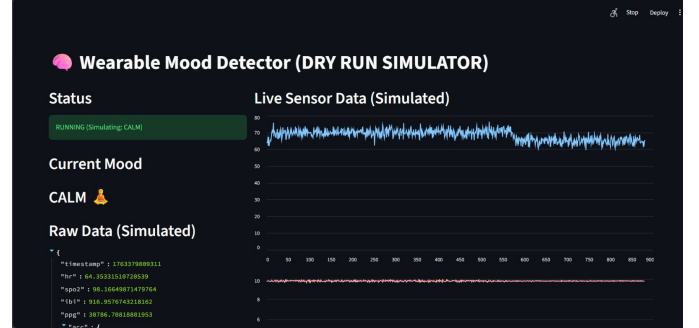 Stop Deploy
Wearable Mood Detector (DRY RUN SIMULATOR)
Status
RUNNING (Simulating: CALM)
Current Mood
CALM
Raw Data (Simulated)
{
"timestamp" : 1763379809311
"hr" : 64.35331510728539
"spo2" : 98.16649871479764
"ibi" : 916.9576743218162
"ppg" : 30786.70818801953
Live Sensor Data (Simulated)
80
70
60
50
40
30
20
10
0
0 50 100 150 200 250 300 350 400 450 500 550 600 650 700 750 800 850 900
10
8
6